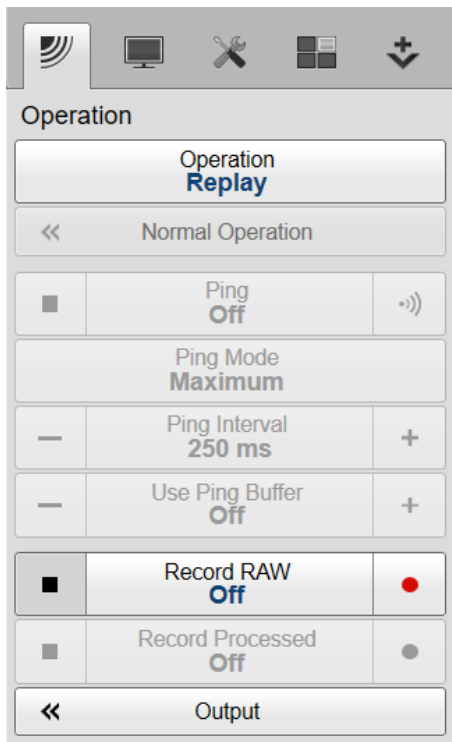 Operation
Operation
Replay
Normal Operation
Ping
Off
Ping Mode
Maximum
Ping Interval
250 ms
Use Ping Buffer
Off
Record RAW
Off
Record Processed
Off
Output